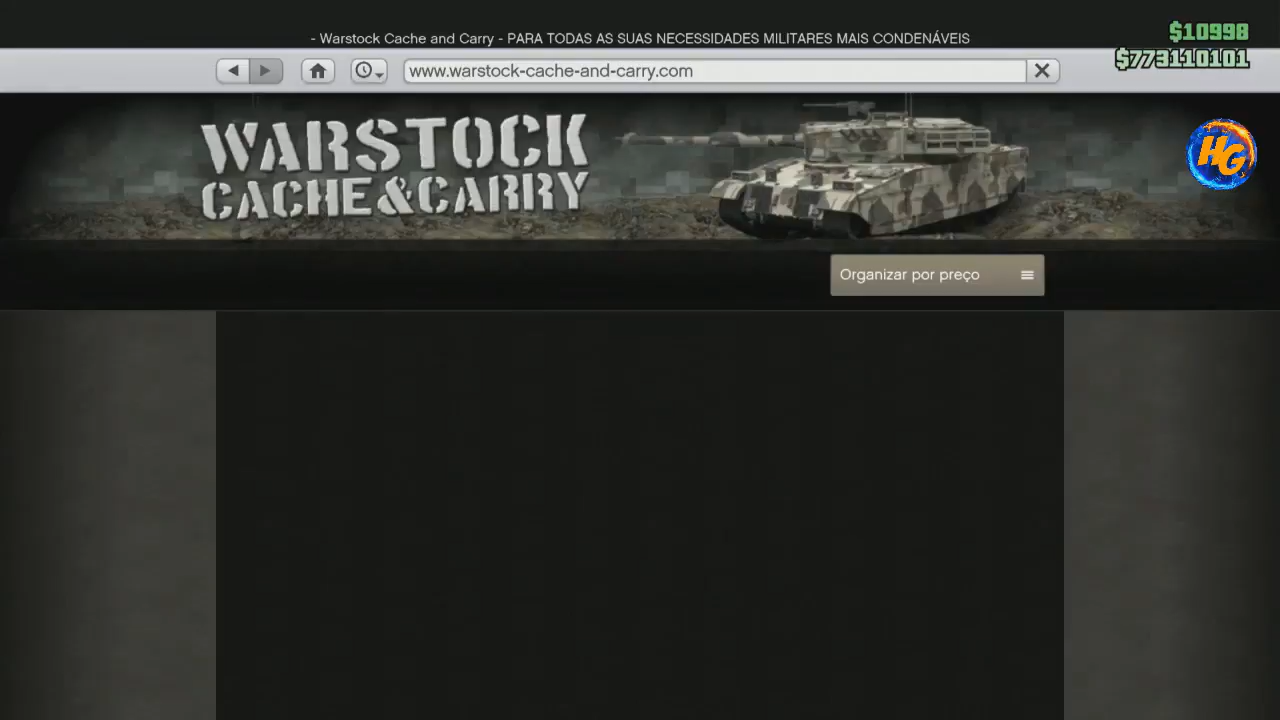 - Warstock Cache and Carry - PARA TODAS AS SUAS NECESSIDADES MILITARES MAIS CONDENÁVEIS
$10998
$773110101
www.warstock-cache-and-carry.com
WARSTOCK
CACHE&CARRY
HG
Organizar por preço